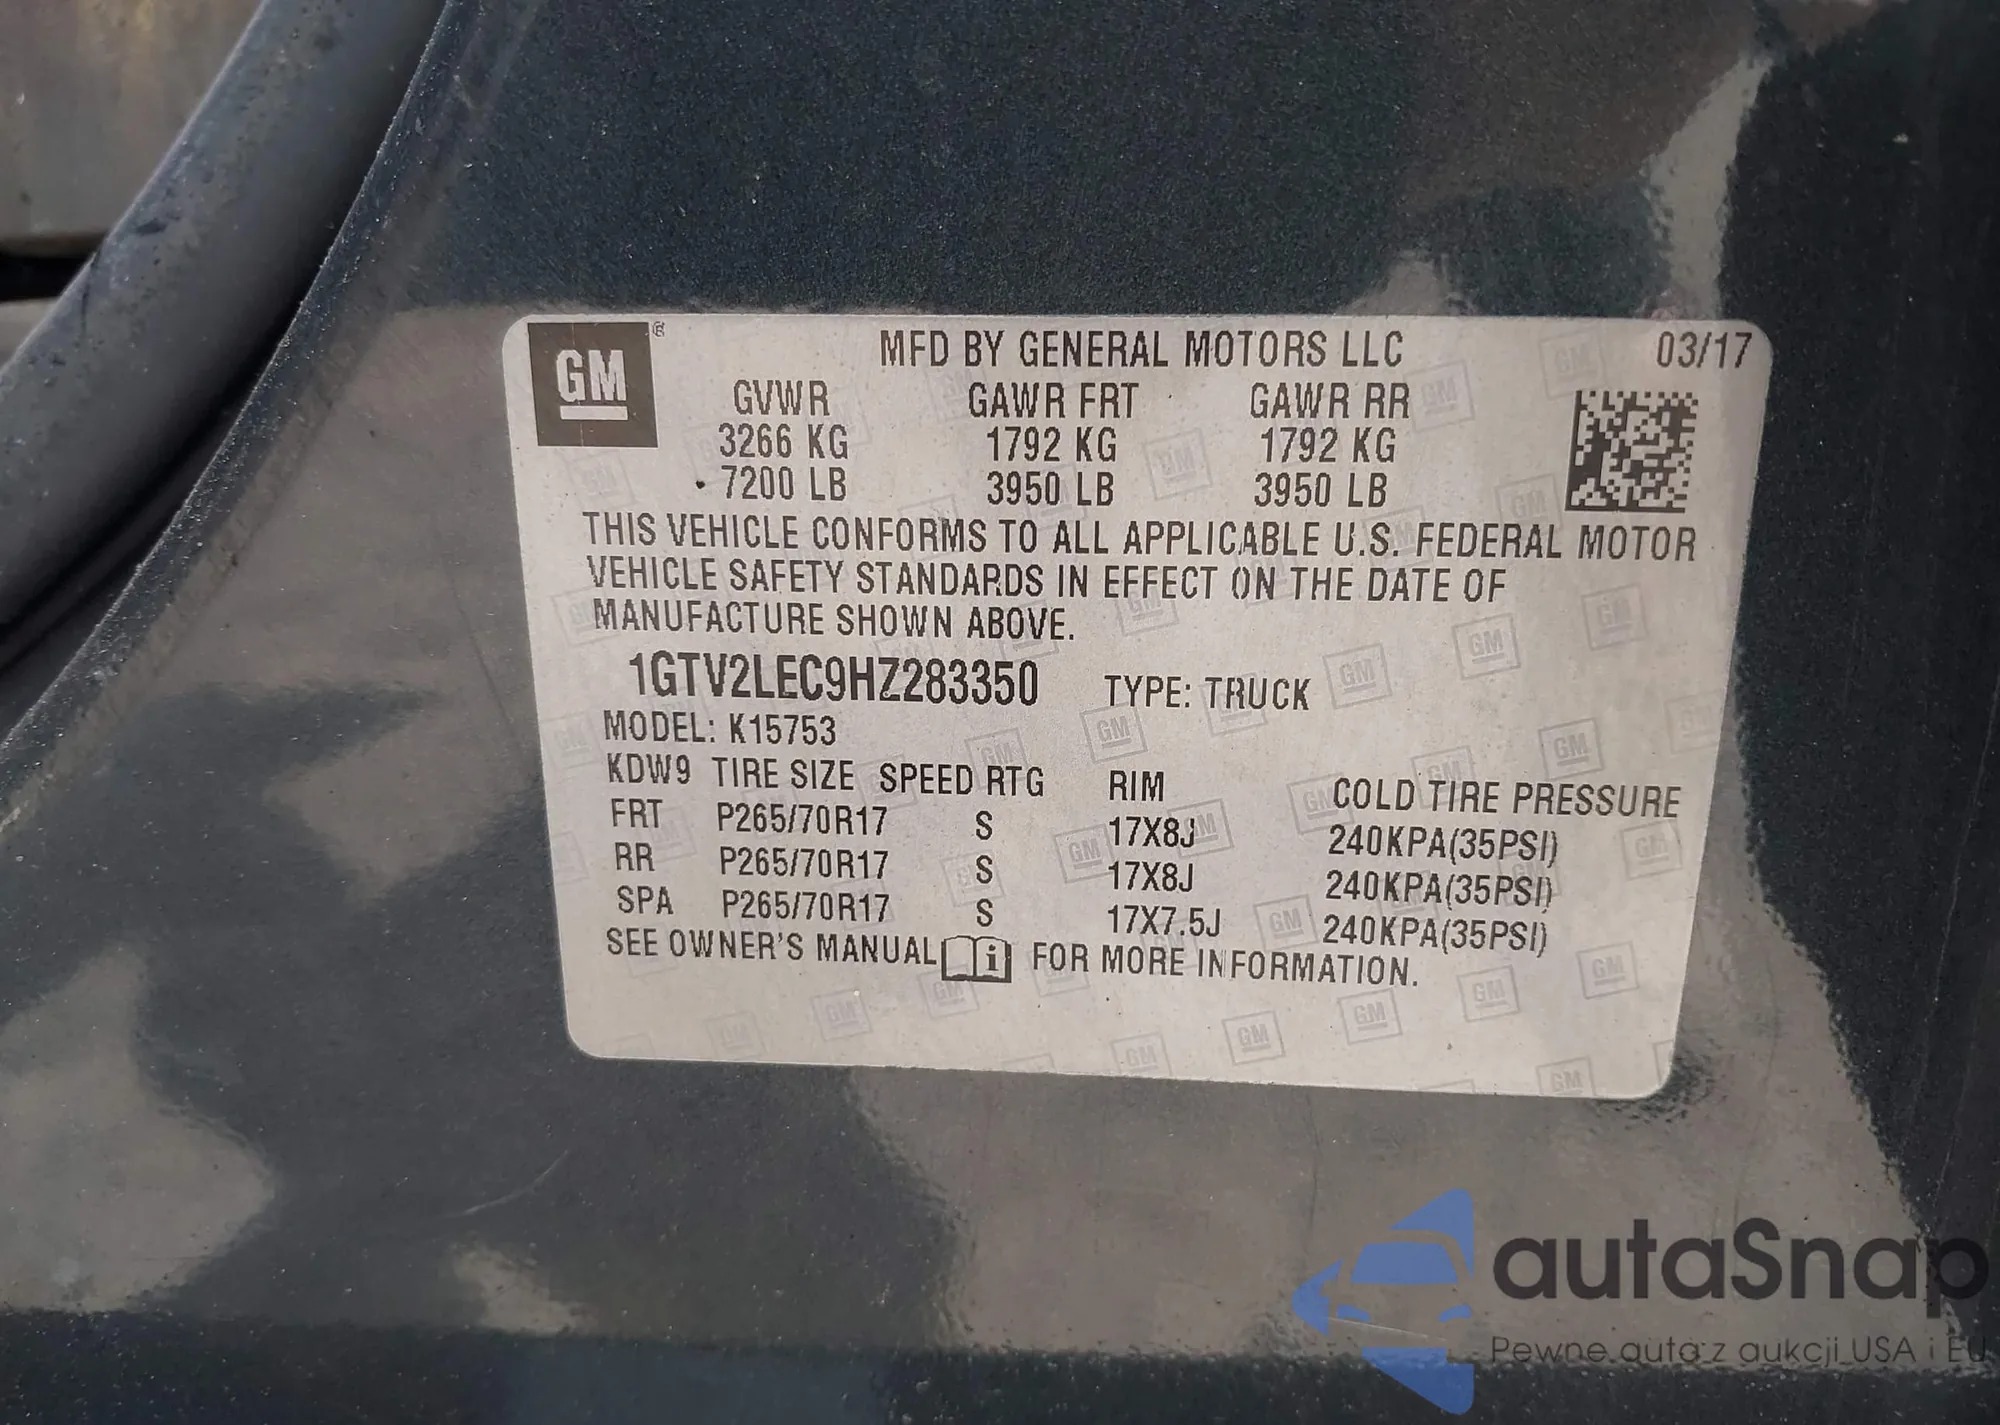 GM ® MFD BY GENERAL MOTORS LLC 03/17
GVWR GAWR FRT GAWR RR
3266 KG 1792 KG 1792 KG
7200 LB 3950 LB 3950 LB
THIS VEHICLE CONFORMS TO ALL APPLICABLE U.S. FEDERAL MOTOR
VEHICLE SAFETY STANDARDS IN EFFECT ON THE DATE OF
MANUFACTURE SHOWN ABOVE.
1GTV2LEC9HZ283350 TYPE: TRUCK
MODEL: K15753
KDW9 TIRE SIZE SPEED RTG RIM COLD TIRE PRESSURE
FRT P265/70R17 S 17X8J 240KPA(35PSI)
RR P265/70R17 S 17X8J 240KPA(35PSI)
SPA P265/70R17 S 17X7.5J 240KPA(35PSI)
SEE OWNER'S MANUAL i FOR MORE INFORMATION.
autaSnap
Pewne auta z aukcji USA i EU